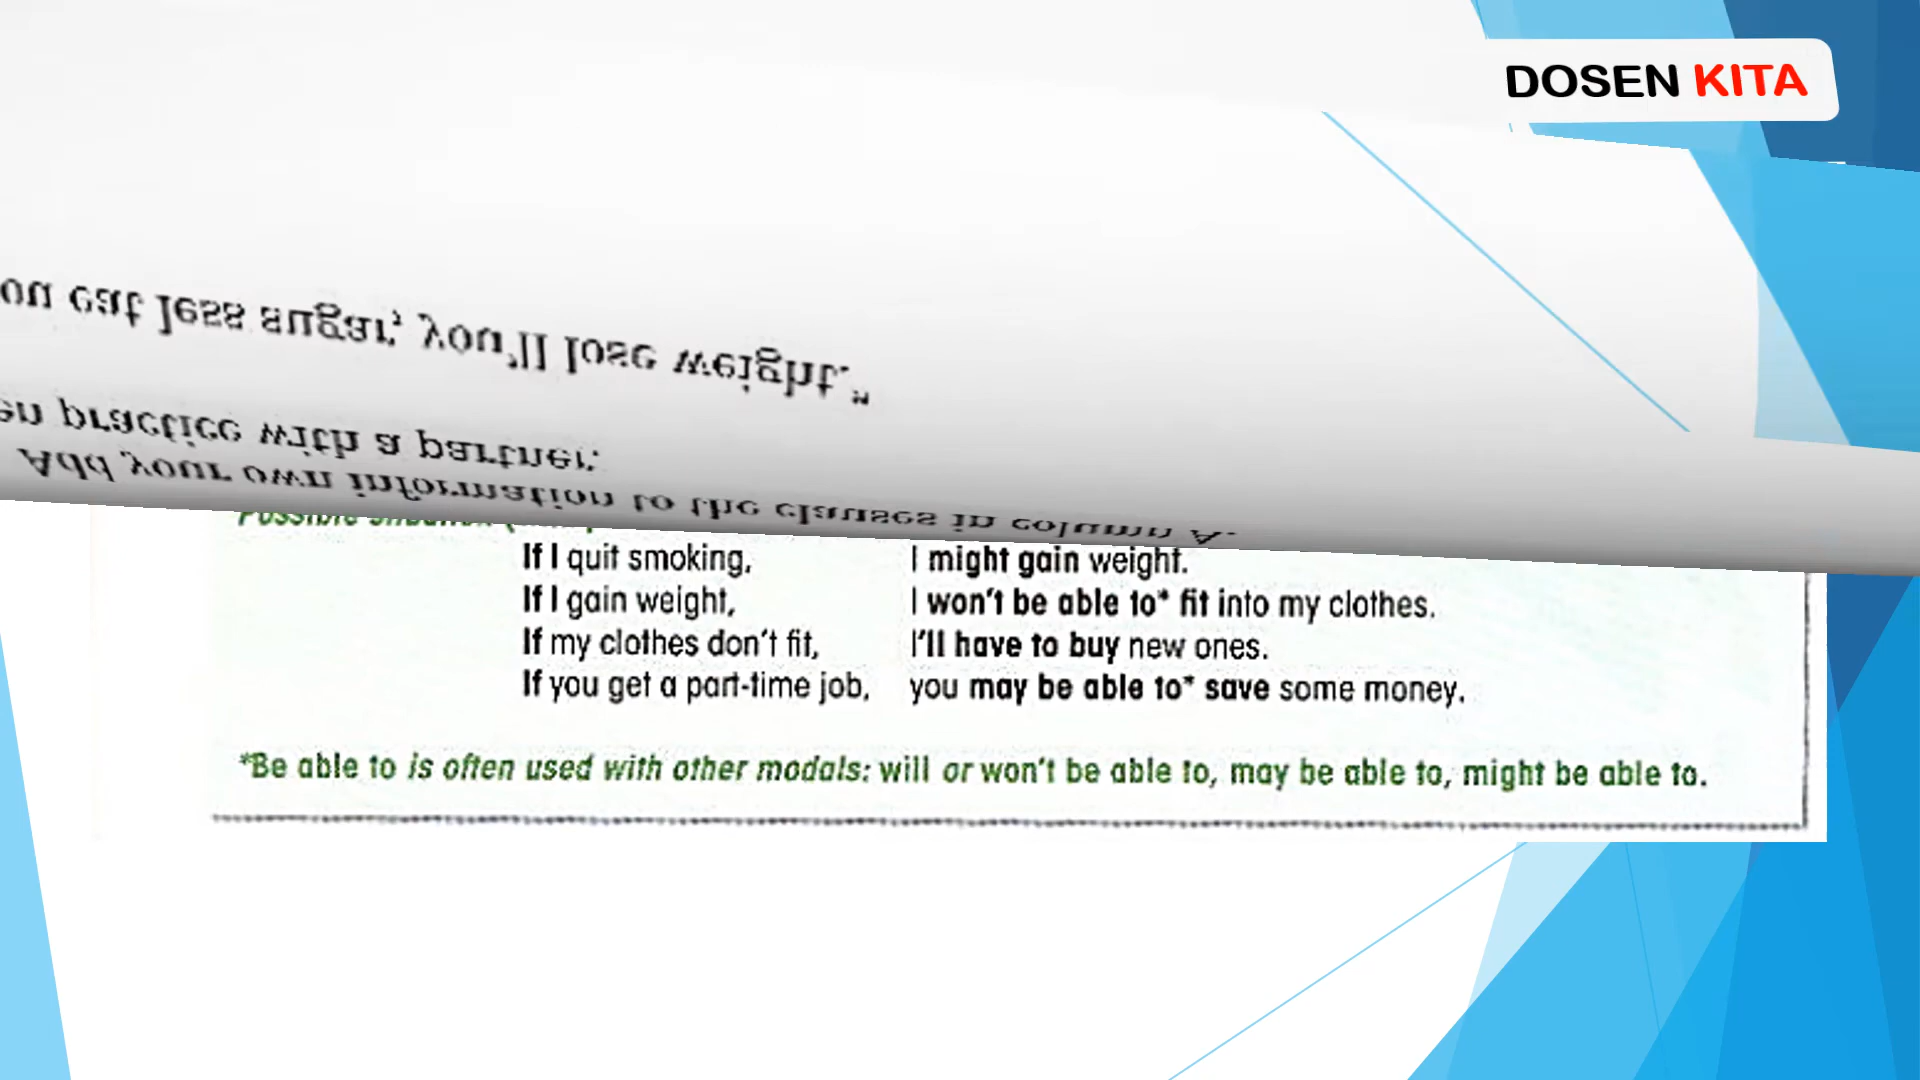 DOSEN KITA
ou eat less sugar, you'll lose weight."
en practice with a partner.
Add your own information to the clauses in column A.
Possible
If I quit smoking, I might gain weight.
If I gain weight, I won't be able to* fit into my clothes.
If my clothes don't fit, I'll have to buy new ones.
If you get a part-time job, you may be able to* save some money.
*Be able to is often used with other modals: will or won't be able to, may be able to, might be able to.